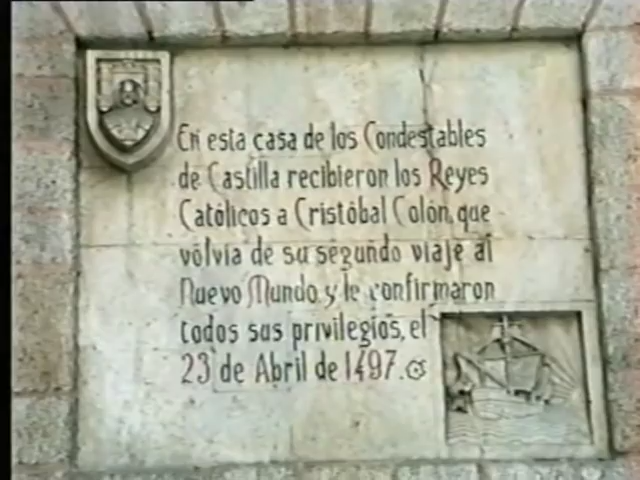 En esta casa de los Condestables
de Castilla recibieron los Reyes
Católicos a Cristóbal Colón, que
volvia de su segundo viaje al
Nuevo Mundo y le confirmaron
todos sus privilegios, el
23 de Abril de 1497.